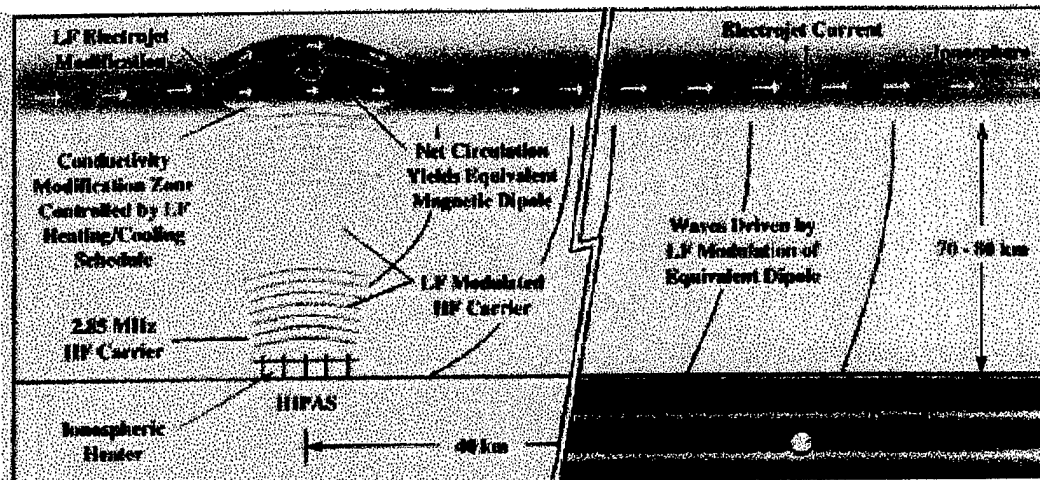 LF Electrojet
Modification
Electrojet Current
Ionosphere
Conductivity
Modification Zone
Controlled by LF
Heating/Cooling
Schedule
Net Circulation
Yields Equivalent
Magnetic Dipole
Waves Driven by
LF Modulation of
Equivalent Dipole
70 - 80 km
LF Modulated
HF Carrier
2.85 MHz
HF Carrier
HIPAS
Ionospheric
Heater
40 km